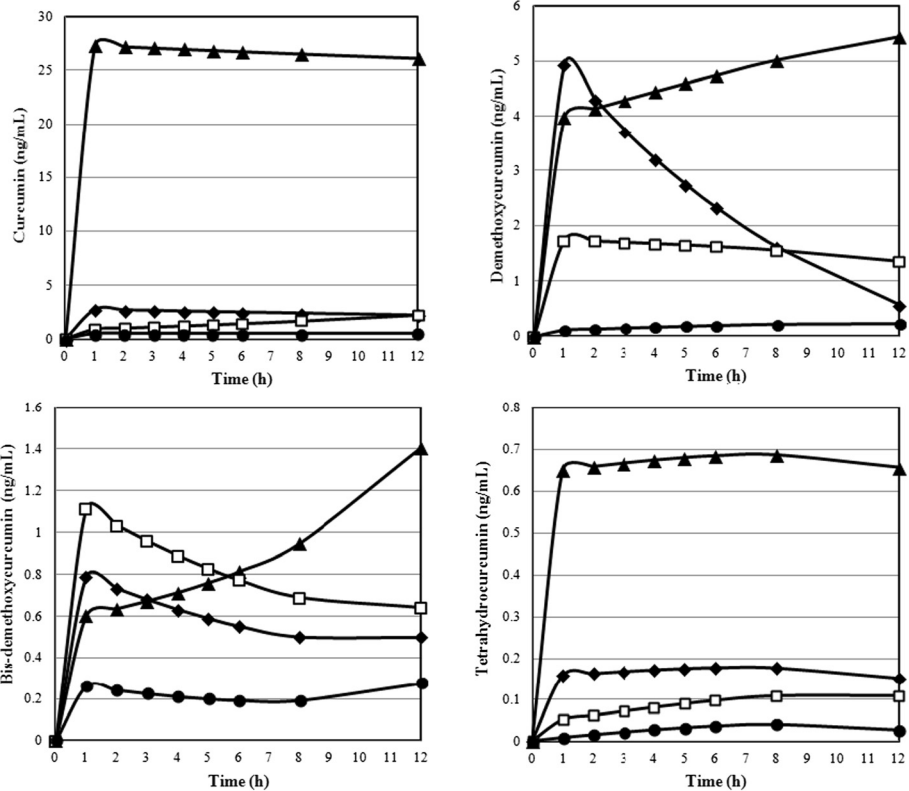 Curcumin (ng/mL)
30
25
20
15
10
5
0
0 1 2 3 4 5 6 7 8 9 10 11 12
Time (h)
Demethoxycurcumin (ng/mL)
6
5
4
3
2
1
0
0 1 2 3 4 5 6 7 8 9 10 11 12
Time (h)
Bis-demethoxycurcumin (ng/mL)
1.6
1.4
1.2
1
0.8
0.6
0.4
0.2
0
0 1 2 3 4 5 6 7 8 9 10 11 12
Time (h)
Tetrahydrocurcumin (ng/mL)
0.8
0.7
0.6
0.5
0.4
0.3
0.2
0.1
0
0 1 2 3 4 5 6 7 8 9 10 11 12
Time (h)